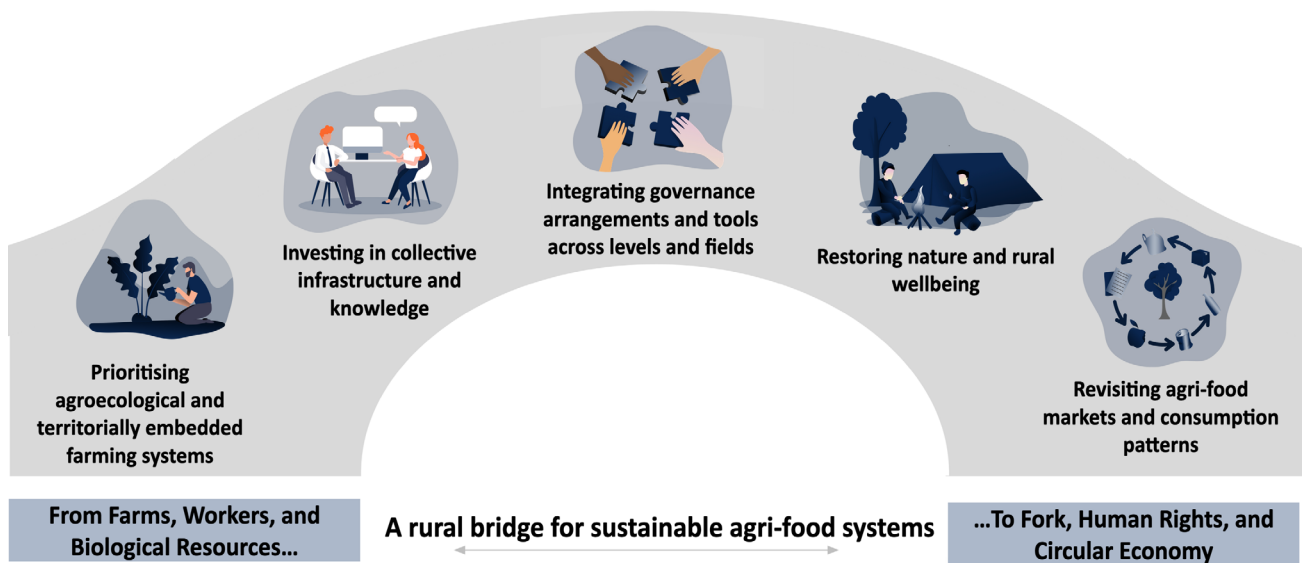 Prioritising
agroecological and
territorially embedded
farming systems
Investing in collective
infrastructure and
knowledge
Integrating governance
arrangements and tools
across levels and fields
Restoring nature and rural
wellbeing
Revisiting agri-food
markets and consumption
patterns
From Farms, Workers, and
Biological Resources...
A rural bridge for sustainable agri-food systems
...To Fork, Human Rights, and
Circular Economy